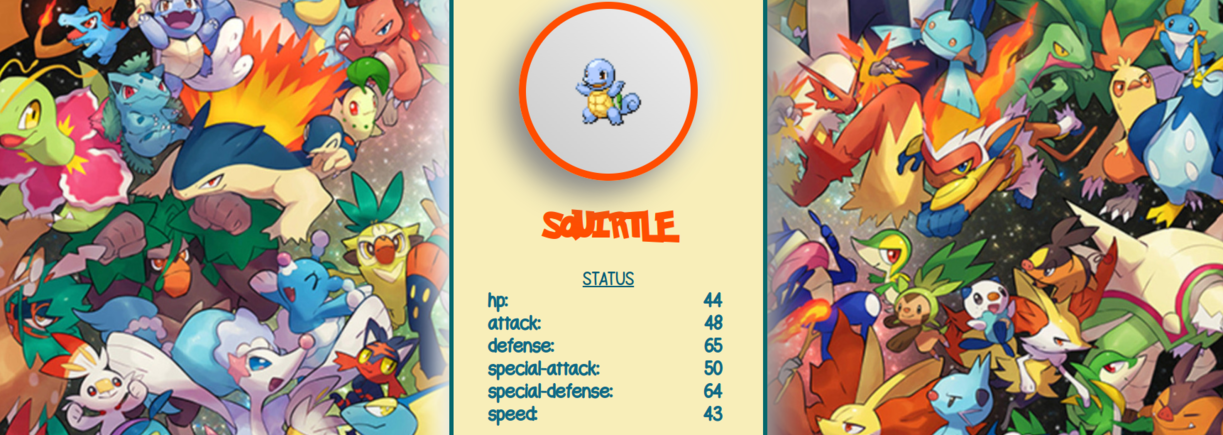 SQUIRTLE
STATUS
hp: 44
attack: 48
defense: 65
special-attack: 50
special-defense: 64
speed: 43